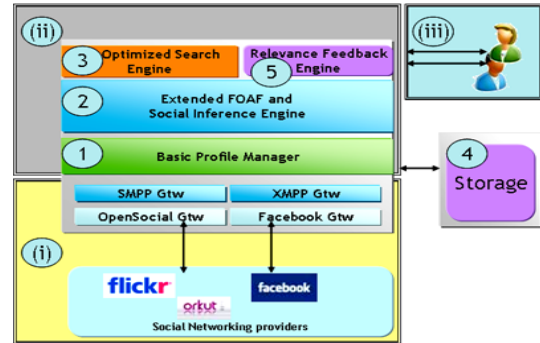 (ii)
(iii)
3
Optimized Search
Engine
Relevance Feedback
Engine
5
2
Extended FOAF and
Social Inference Engine
1
Basic Profile Manager
4
Storage
SMPP Gtw
XMPP Gtw
OpenSocial Gtw
Facebook Gtw
(i)
flickr
facebook
orkut
Social Networking providers